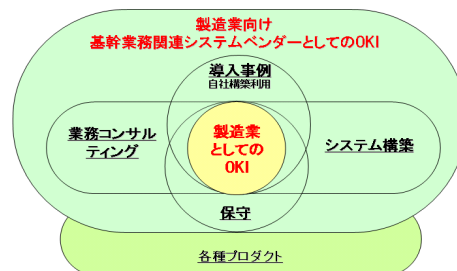 製造業向け
基幹業務関連システムベンダーとしてのOKI
導入事例
自社構築利用
業務コンサル
ティング
製造業
としての
OKI
システム構築
保守
各種プロダクト